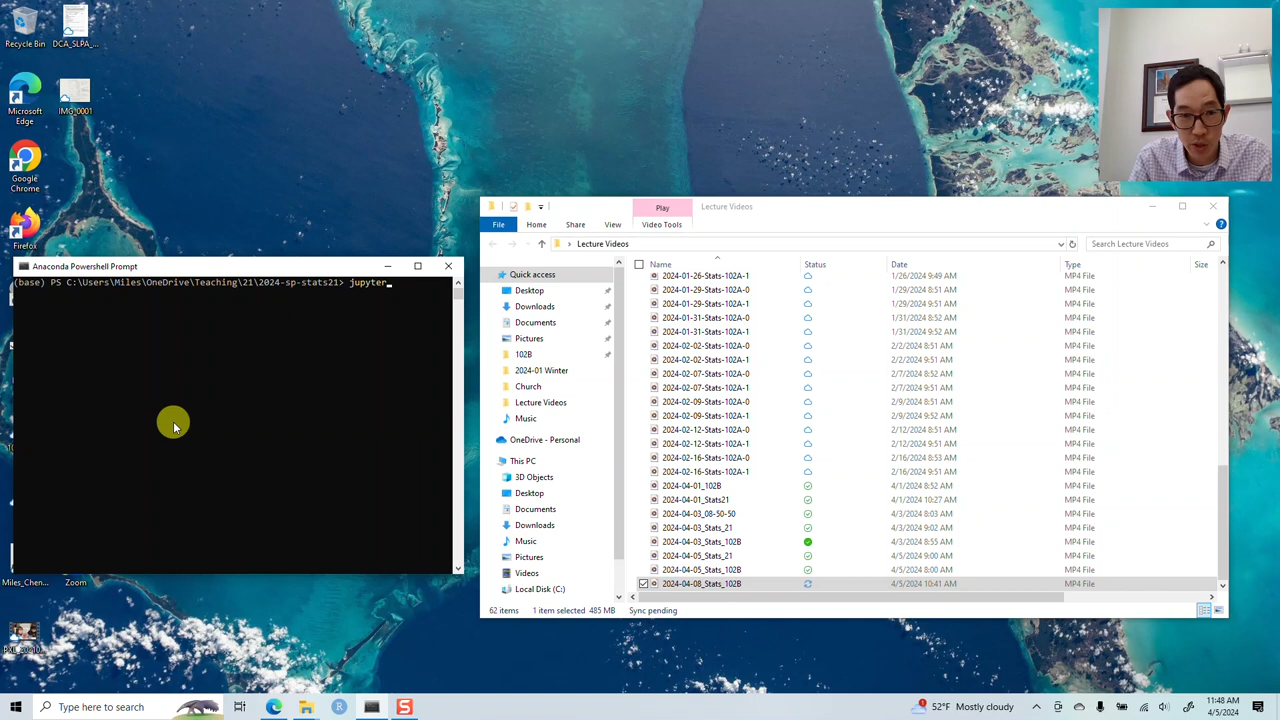 Recycle Bin
DCA_SLPA_...
Microsoft
Edge
IMG_0001
Google
Chrome
Firefox
Miles_Chen...
Zoom
Anaconda Powershell Prompt
(base) PS C:\Users\Miles\OneDrive\Teaching\21\2024-sp-stats21> jupyter
Play
Lecture Videos
File
Home
Share
View
Video Tools
Lecture Videos
Search Lecture Videos
Quick access
Desktop
Downloads
Documents
Pictures
102B
2024-01 Winter
Church
Lecture Videos
Music
OneDrive - Personal
This PC
3D Objects
Desktop
Documents
Downloads
Music
Pictures
Videos
Local Disk (C:)
Name
Status
Date
Type
Size
2024-01-26-Stats-102A-1 1/26/2024 9:49 AM MP4 File
2024-01-29-Stats-102A-0 1/29/2024 8:51 AM MP4 File
2024-01-29-Stats-102A-1 1/29/2024 9:51 AM MP4 File
2024-01-31-Stats-102A-0 1/31/2024 8:52 AM MP4 File
2024-01-31-Stats-102A-1 1/31/2024 9:52 AM MP4 File
2024-02-02-Stats-102A-0 2/2/2024 8:51 AM MP4 File
2024-02-02-Stats-102A-1 2/2/2024 9:51 AM MP4 File
2024-02-07-Stats-102A-0 2/7/2024 8:52 AM MP4 File
2024-02-07-Stats-102A-1 2/7/2024 9:51 AM MP4 File
2024-02-09-Stats-102A-0 2/9/2024 8:51 AM MP4 File
2024-02-09-Stats-102A-1 2/9/2024 9:52 AM MP4 File
2024-02-12-Stats-102A-0 2/12/2024 8:51 AM MP4 File
2024-02-12-Stats-102A-1 2/12/2024 9:51 AM MP4 File
2024-02-16-Stats-102A-0 2/16/2024 8:53 AM MP4 File
2024-02-16-Stats-102A-1 2/16/2024 9:51 AM MP4 File
2024-04-01_102B 4/1/2024 8:52 AM MP4 File
2024-04-01_Stats21 4/1/2024 10:27 AM MP4 File
2024-04-03_08-50-50 4/3/2024 8:03 AM MP4 File
2024-04-03_Stats_21 4/3/2024 9:02 AM MP4 File
2024-04-03_Stats_102B 4/3/2024 8:55 AM MP4 File
2024-04-05_Stats_21 4/5/2024 9:00 AM MP4 File
2024-04-05_Stats_102B 4/5/2024 8:00 AM MP4 File
2024-04-08_Stats_102B 4/5/2024 10:41 AM MP4 File
62 items 1 item selected 485 MB Sync pending
Type here to search
52°F Mostly cloudy
11:48 AM
4/5/2024